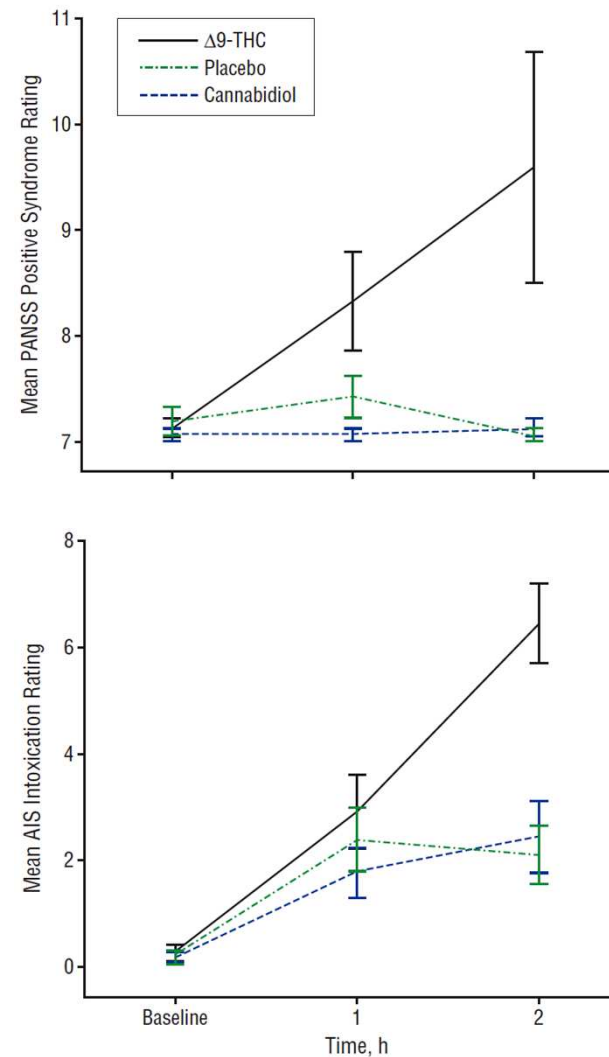 11
10
9
8
7
Mean PANSS Positive Syndrome Rating
Δ9-THC
Placebo
Cannabidiol
8
6
4
2
0
Mean AIS Intoxication Rating
Baseline
1
2
Time, h